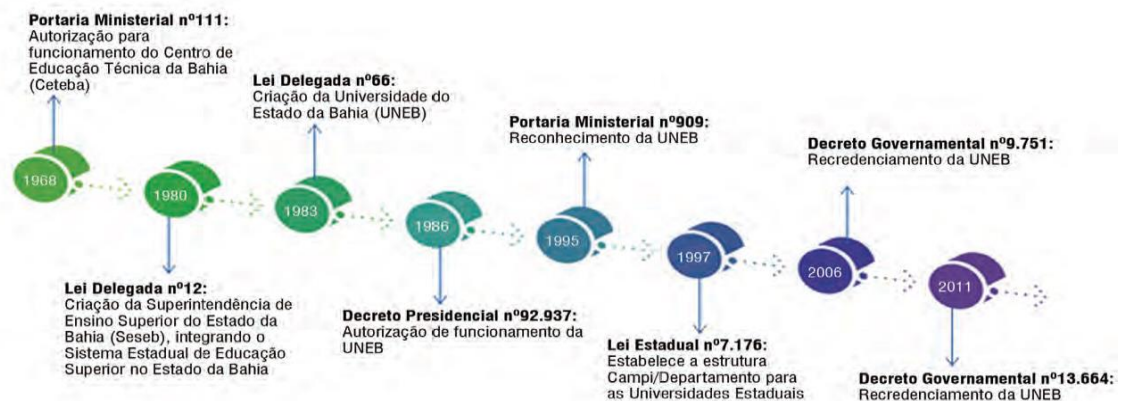 Portaria Ministerial nº111:
Autorização para
funcionamento do Centro de
Educação Técnica da Bahia
(Ceteba)
1968
1980
Lei Delegada nº12:
Criação da Superintendência de
Ensino Superior do Estado da
Bahia (Seseb), integrando o
Sistema Estadual de Educação
Superior no Estado da Bahia
Lei Delegada nº66:
Criação da Universidade do
Estado da Bahia (UNEB)
1983
1986
Decreto Presidencial nº92.937:
Autorização de funcionamento da
UNEB
Portaria Ministerial nº909:
Reconhecimento da UNEB
1995
1997
Lei Estadual nº7.176:
Estabelece a estrutura
Campi/Departamento para
as Universidades Estaduais
Decreto Governamental nº9.751:
Recredenciamento da UNEB
2006
2011
Decreto Governamental nº13.664:
Recredenciamento da UNEB